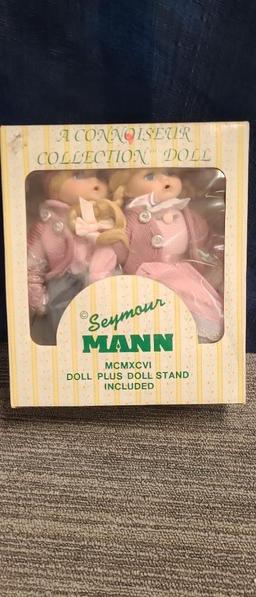 A CONNOISEUR
COLLECTION™ DOLL
© Seymour
MANN
MCMXCVI
DOLL PLUS DOLL STAND
INCLUDED